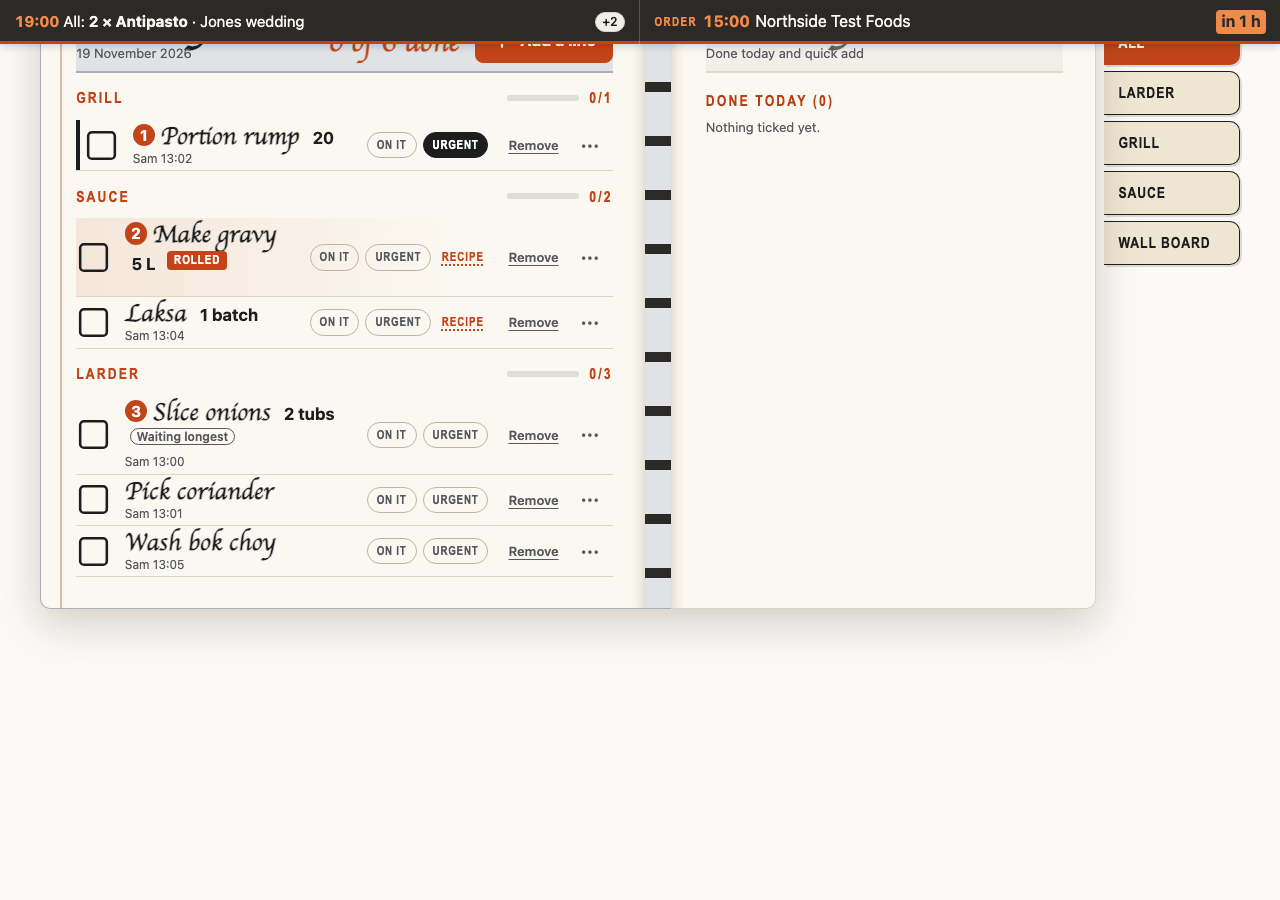 19:00 All: 2 × Antipasto · Jones wedding +2
ORDER 15:00 Northside Test Foods in 1 h
19 November 2026
Done today and quick add
ALL
LARDER
GRILL
SAUCE
WALL BOARD
GRILL 0/1
1 Portion rump 20 ON IT URGENT Remove ...
Sam 13:02
SAUCE 0/2
2 Make gravy
5 L ROLLED ON IT URGENT RECIPE Remove ...
Laksa 1 batch ON IT URGENT RECIPE Remove ...
Sam 13:04
LARDER 0/3
3 Slice onions 2 tubs
Waiting longest ON IT URGENT Remove ...
Sam 13:00
Pick coriander ON IT URGENT Remove ...
Sam 13:01
Wash bok choy ON IT URGENT Remove ...
Sam 13:05
DONE TODAY (0)
Nothing ticked yet.